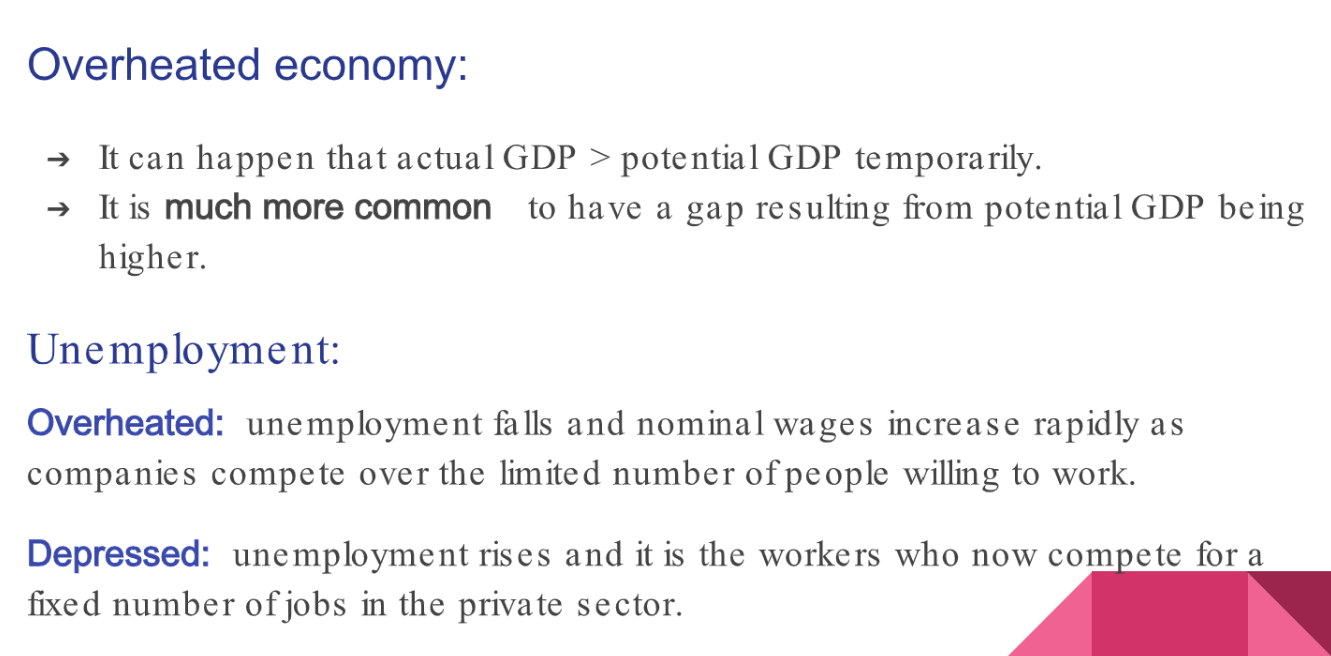 Overheated economy:
➔ It can happen that actual GDP > potential GDP temporarily.
➔ It is much more common to have a gap resulting from potential GDP being
higher.
Unemployment:
Overheated: unemployment falls and nominal wages increase rapidly as
companies compete over the limited number of people willing to work.
Depressed: unemployment rises and it is the workers who now compete for a
fixed number of jobs in the private sector.